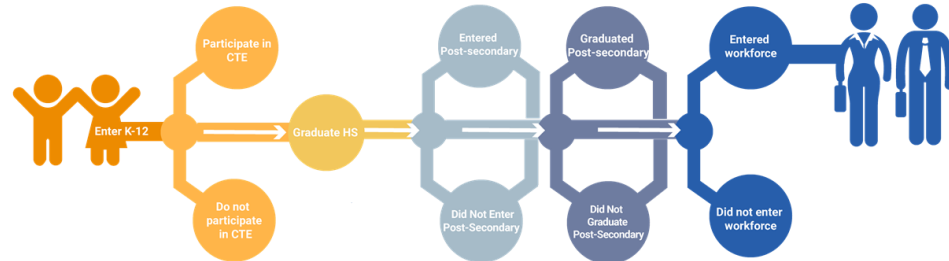 Participate in
CTE
Enter K-12
Do not
participate
in CTE
Graduate HS
Entered
Post-secondary
Did Not Enter
Post-Secondary
Graduated
Post-secondary
Did Not
Graduate
Post-Secondary
Entered
workforce
Did not enter
workforce